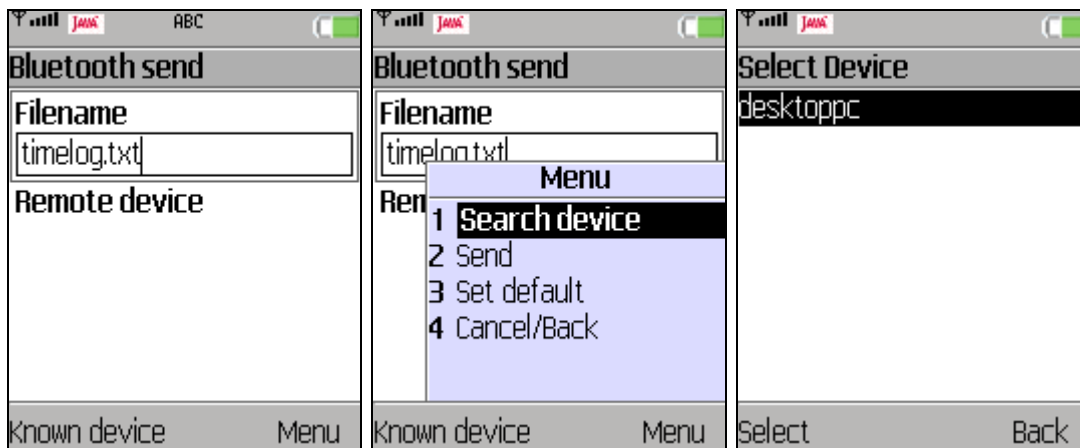 JAVA ABC
Bluetooth send
Filename
timelog.txt
Remote device
Known device Menu
JAVA
Bluetooth send
Filename
timelog.txt
Ren
Menu
1 Search device
2 Send
3 Set default
4 Cancel/Back
Known device Menu
JAVA
Select Device
desktoppc
Select Back